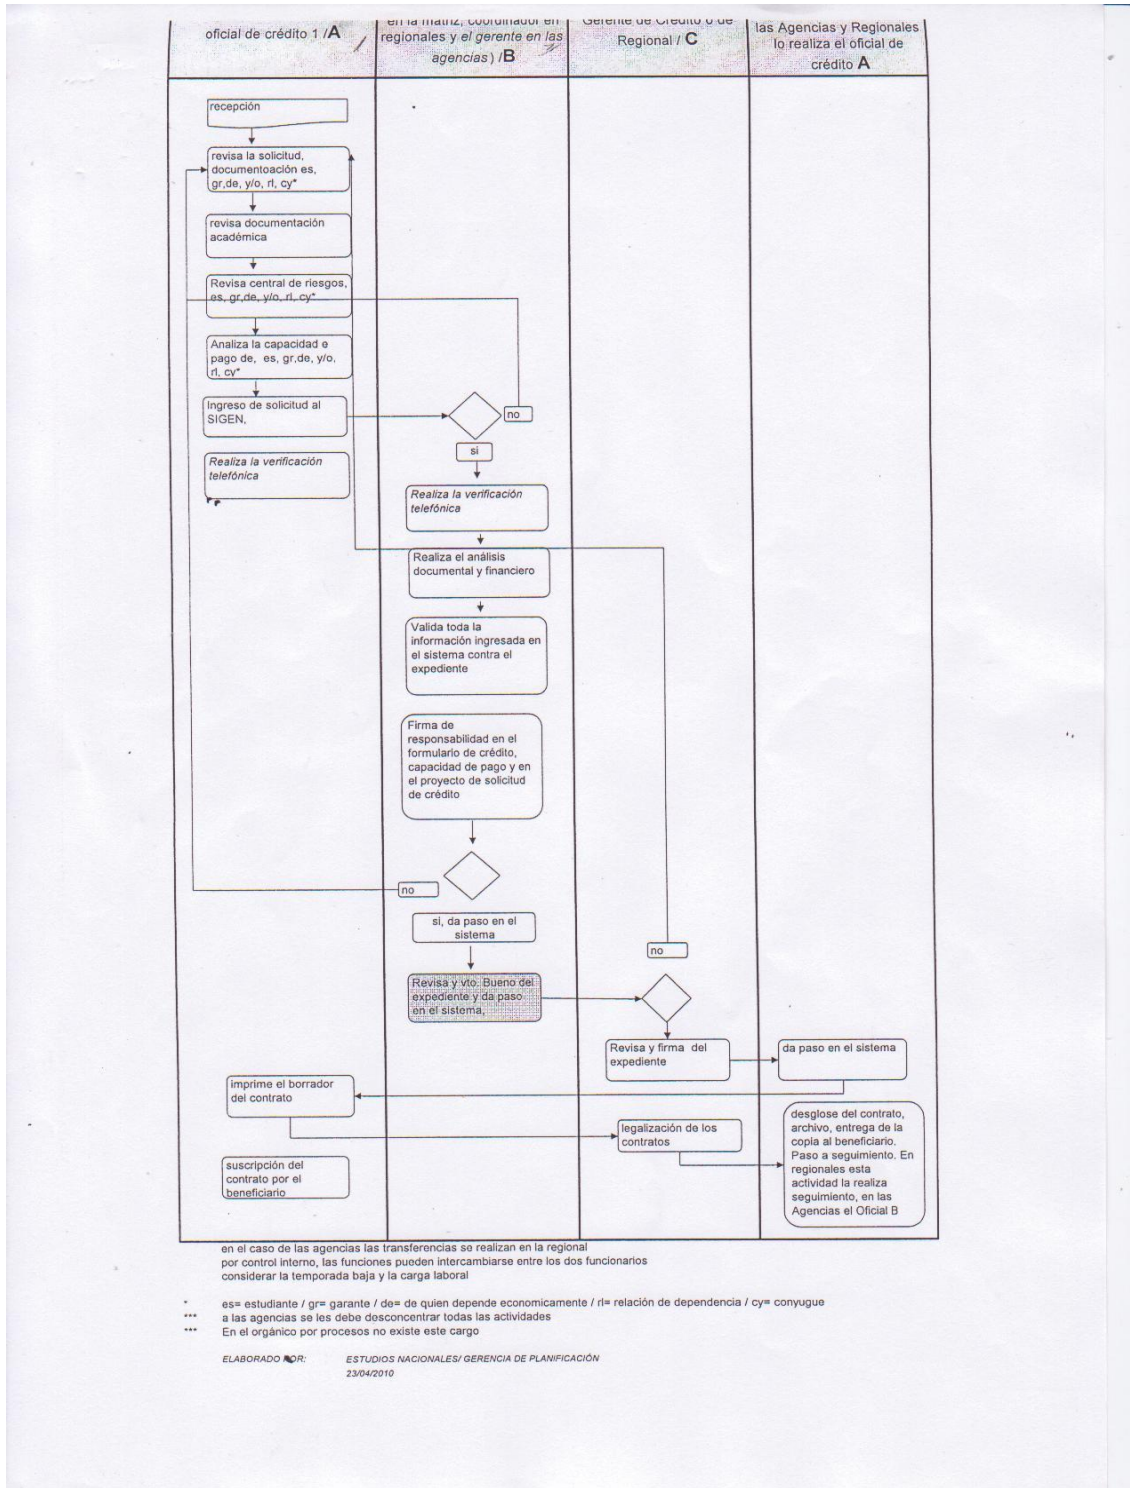 oficial de crédito 1 /A
en la matriz, coordinador en
regionales y el gerente en las
agencias) /B
Gerente de Crédito o de
Regional / C
las Agencias y Regionales
lo realiza el oficial de
crédito A
recepción
revisa la solicitud,
documentoación es,
gr,de, y/o, rl, cy*
revisa documentación
académica
Revisa central de riesgos,
es, gr,de, y/o, rl, cy*
Analiza la capacidad e
pago de, es, gr,de, y/o,
rl, cy*
Ingreso de solicitud al
SIGEN,
no
si
Realiza la verificación
telefónica
Realiza la verificación
telefónica
Realiza el análisis
documental y financiero
Valida toda la
información ingresada en
el sistema contra el
expediente
Firma de
responsabilidad en el
formulario de crédito,
capacidad de pago y en
el proyecto de solicitud
de crédito
no
si, da paso en el
sistema
no
Revisa y vto. Bueno del
expediente y da paso
en el sistema,
Revisa y firma del
expediente
da paso en el sistema
imprime el borrador
del contrato
legalización de los
contratos
desglose del contrato,
archivo, entrega de la
copia al beneficiario.
Paso a seguimiento. En
regionales esta
actividad la realiza
seguimiento, en las
Agencias el Oficial B
suscripción del
contrato por el
beneficiario
en el caso de las agencias las transferencias se realizan en la regional
por control interno, las funciones pueden intercambiarse entre los dos funcionarios
considerar la temporada baja y la carga laboral
* es= estudiante / gr= garante / de= de quien depende economicamente / rl= relación de dependencia / cy= conyugue
*** a las agencias se les debe desconcentrar todas las actividades
*** En el orgánico por procesos no existe este cargo
ELABORADO POR: ESTUDIOS NACIONALES/ GERENCIA DE PLANIFICACIÓN
23/04/2010